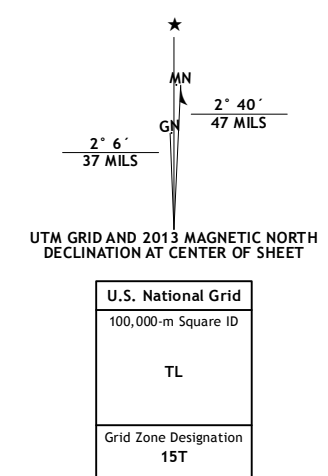 ★
MN
2° 40´
47 MILS
GN
2° 6´
37 MILS
UTM GRID AND 2013 MAGNETIC NORTH
DECLINATION AT CENTER OF SHEET
U.S. National Grid
100,000-m Square ID
TL
Grid Zone Designation
15T